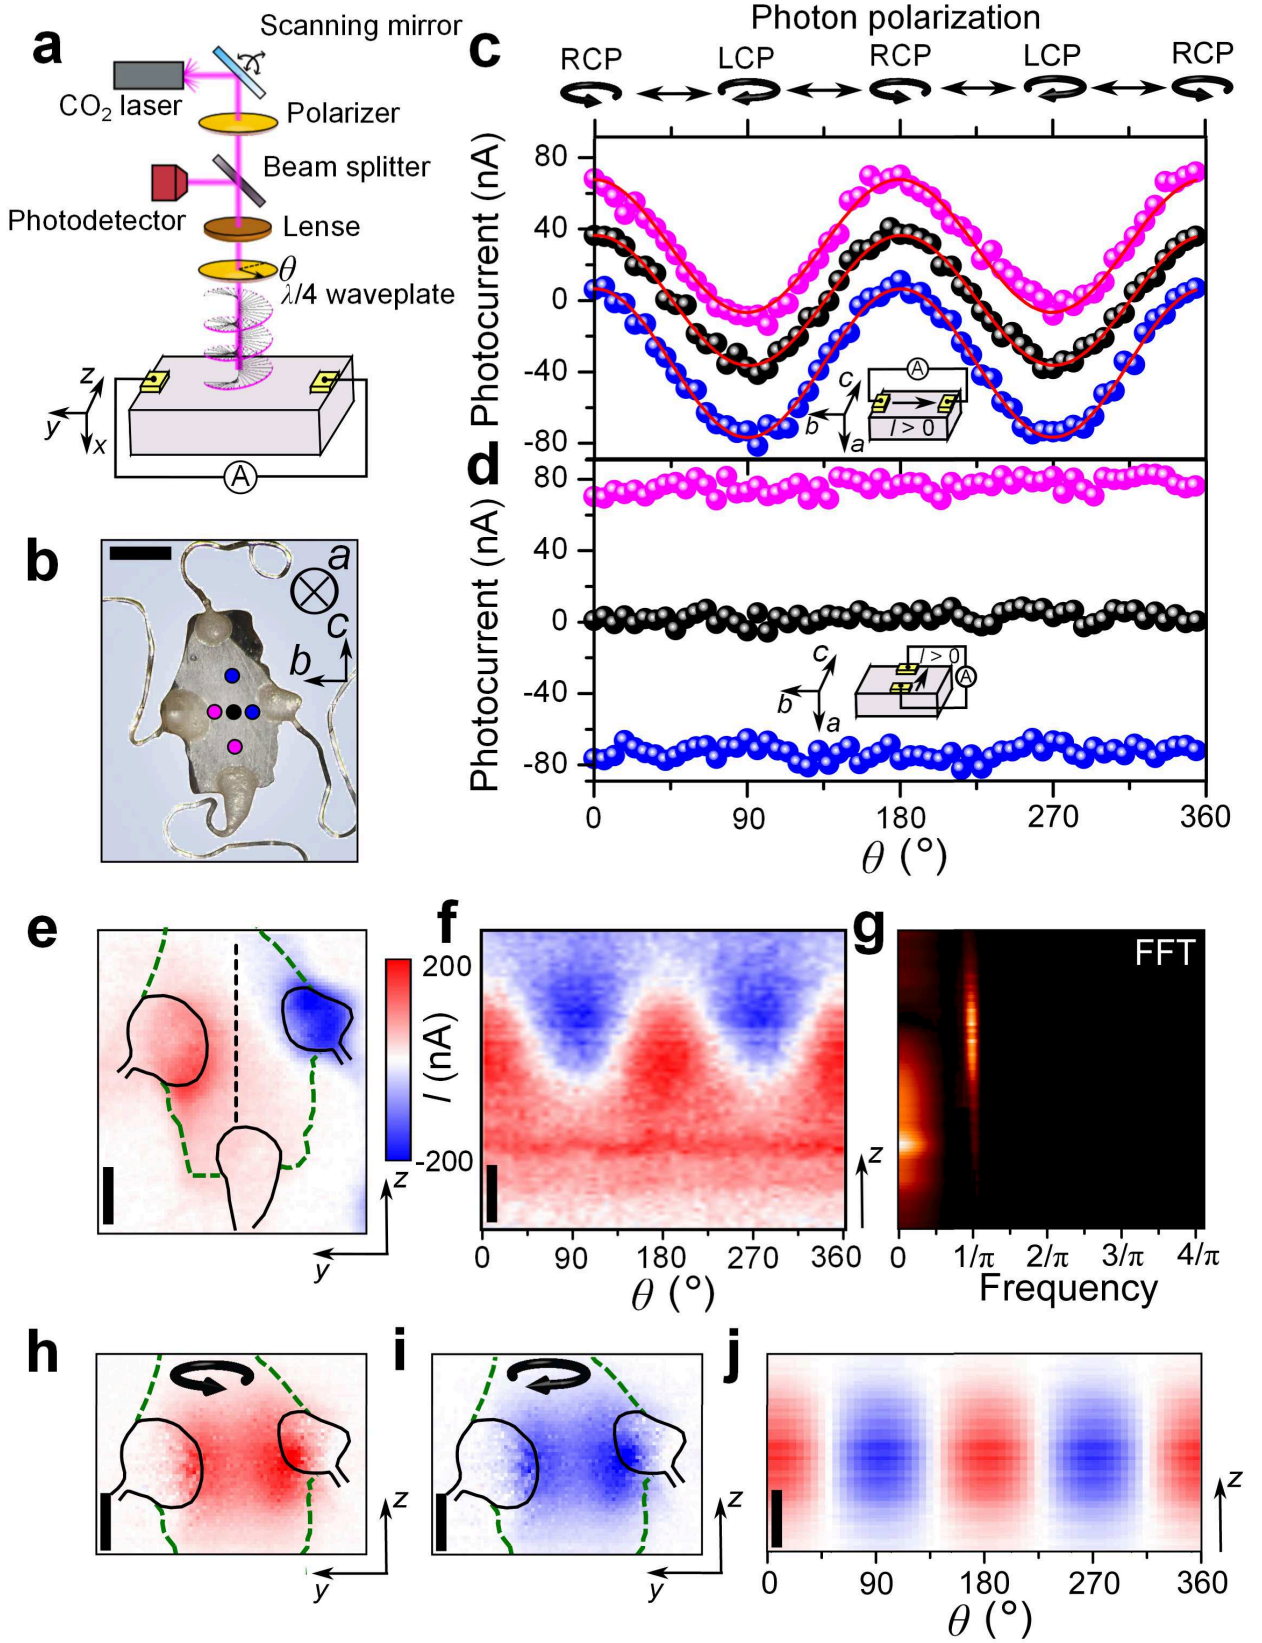 a
Scanning mirror
CO2 laser
Polarizer
Beam splitter
Photodetector
Lense
θ
λ/4 waveplate
z
y
x
A
b
a
c
b
Photon polarization
c
RCP LCP RCP LCP RCP
Photocurrent (nA)
80
40
0
-40
-80
c
b
a
A
I > 0
d
Photocurrent (nA)
80
40
0
-40
-80
c
b
a
I > 0
A
0 90 180 270 360
θ (°)
e
200
I (nA)
-200
z
y
f
z
0 90 180 270 360
θ (°)
g
FFT
0 1/π 2/π 3/π 4/π
Frequency
h
z
y
i
z
y
j
z
0 90 180 270 360
θ (°)